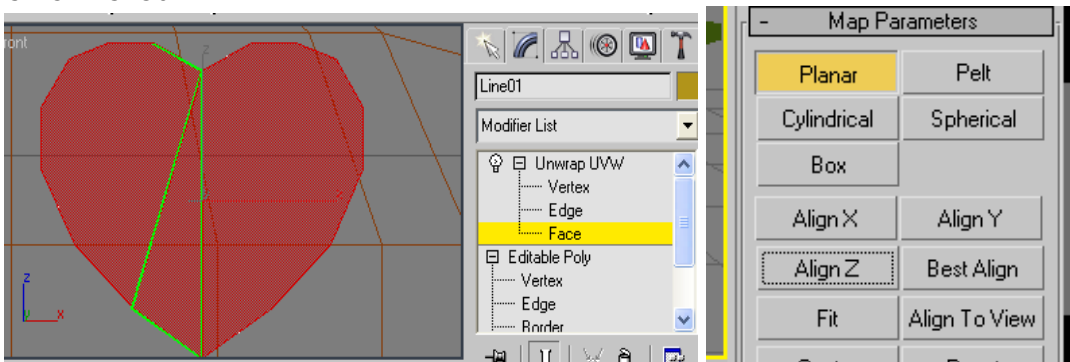 ront
z
x
z
y
x
Line01
Modifier List
Unwrap UVW
Vertex
Edge
Face
Editable Poly
Vertex
Edge
Border
- Map Parameters
Planar Pelt
Cylindrical Spherical
Box
Align X Align Y
Align Z Best Align
Fit Align To View